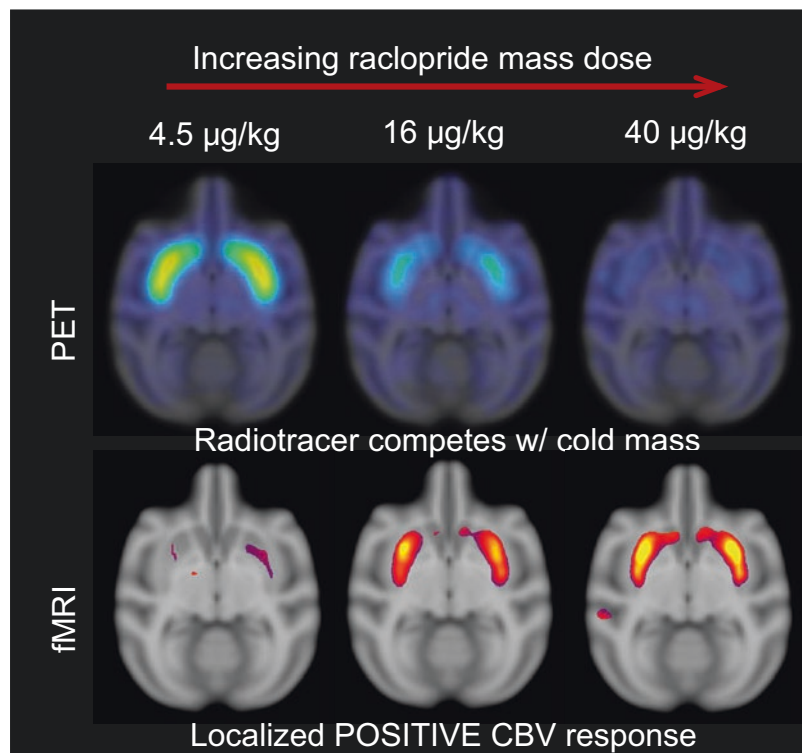 Increasing raclopride mass dose
4.5 µg/kg 16 µg/kg 40 µg/kg
PET
Radiotracer competes w/ cold mass
fMRI
Localized POSITIVE CBV response